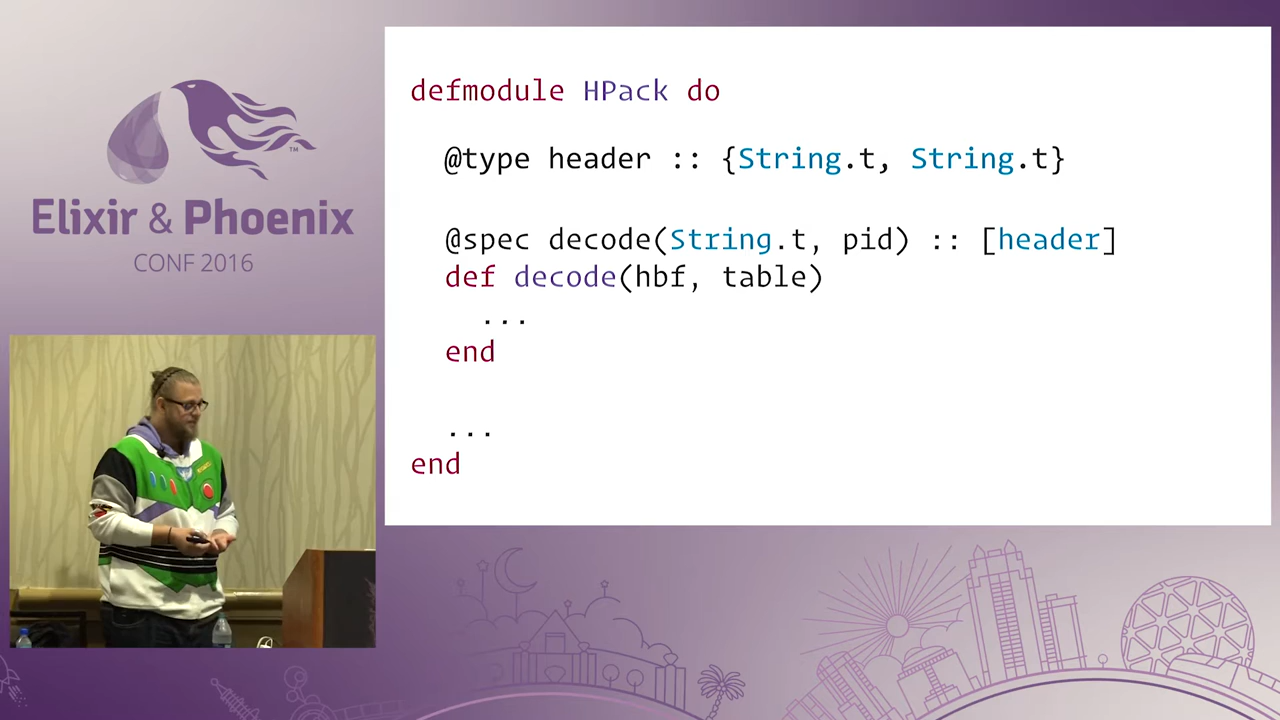 Elixir & Phoenix
CONF 2016
TM
defmodule HPack do
@type header :: {String.t, String.t}
@spec decode(String.t, pid) :: [header]
def decode(hbf, table)
...
end
...
end